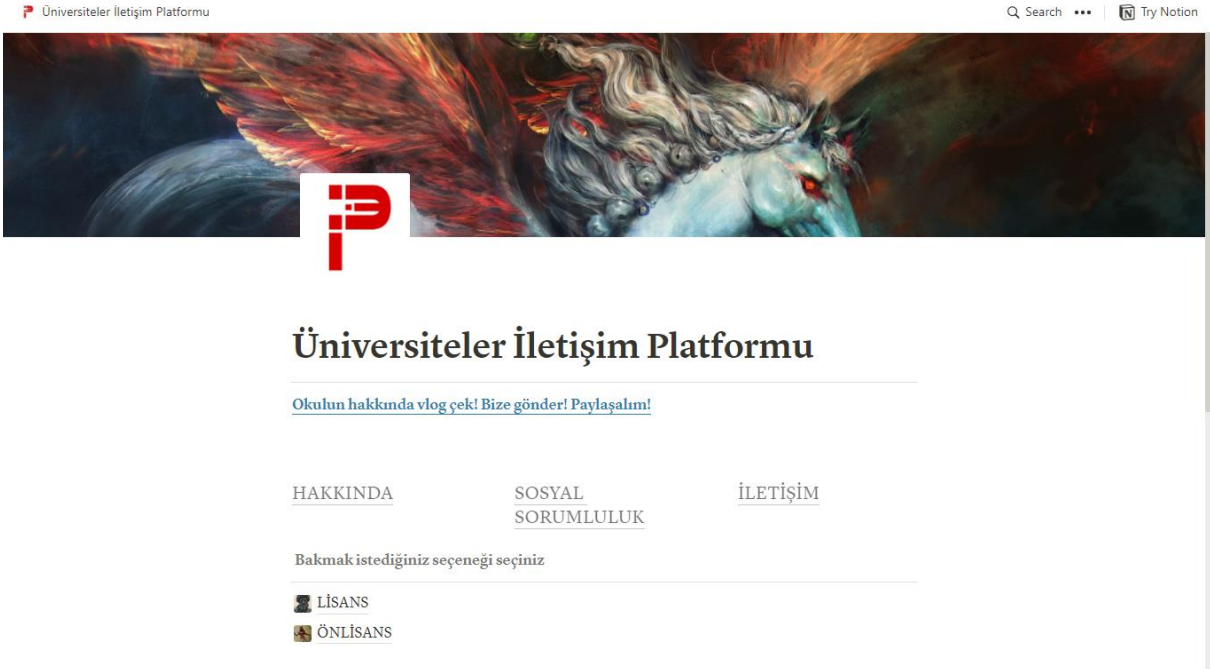 Üniversiteler İletişim Platformu
Search ••• Try Notion
Üniversiteler İletişim Platformu
Okulun hakkında vlog çek! Bize gönder! Paylaşalım!
HAKKINDA
SOSYAL
SORUMLULUK
İLETİŞİM
Bakmak istediğiniz seçeneği seçiniz
LİSANS
ÖNLİSANS